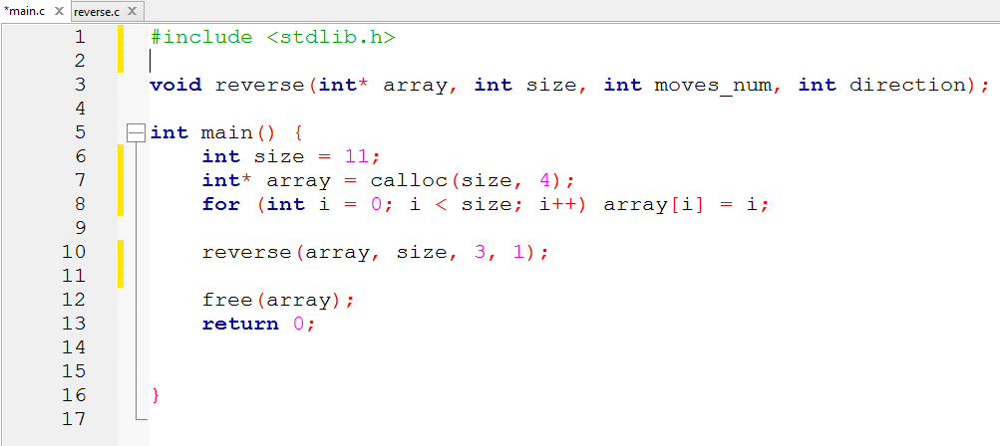 *main.c X reverse.c X
1 #include <stdlib.h>
2
3 void reverse(int* array, int size, int moves_num, int direction);
4
5 int main() {
6 int size = 11;
7 int* array = calloc(size, 4);
8 for (int i = 0; i < size; i++) array[i] = i;
9
10 reverse(array, size, 3, 1);
11
12 free(array);
13 return 0;
14
15
16 }
17